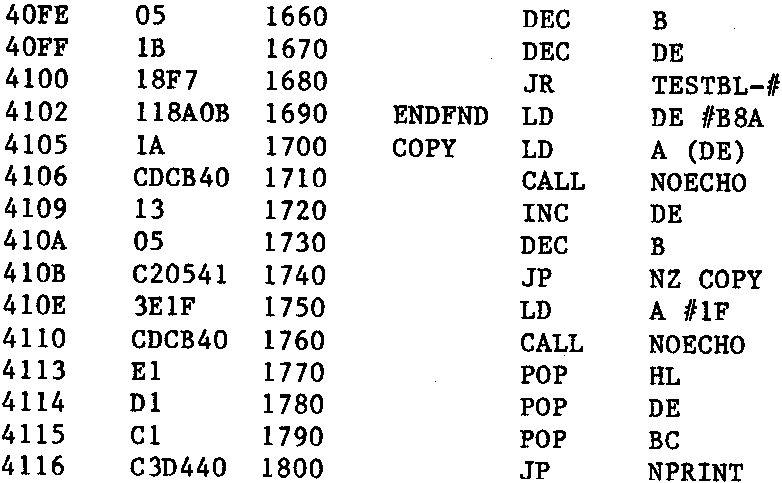 40FE 05 1660 DEC B
40FF 1B 1670 DEC DE
4100 18F7 1680 JR TESTBL-#
4102 118A0B 1690 ENDFND LD DE #B8A
4105 1A 1700 COPY LD A (DE)
4106 CDCB40 1710 CALL NOECHO
4109 13 1720 INC DE
410A 05 1730 DEC B
410B C20541 1740 JP NZ COPY
410E 3E1F 1750 LD A #1F
4110 CDCB40 1760 CALL NOECHO
4113 E1 1770 POP HL
4114 D1 1780 POP DE
4115 C1 1790 POP BC
4116 C3D440 1800 JP NPRINT